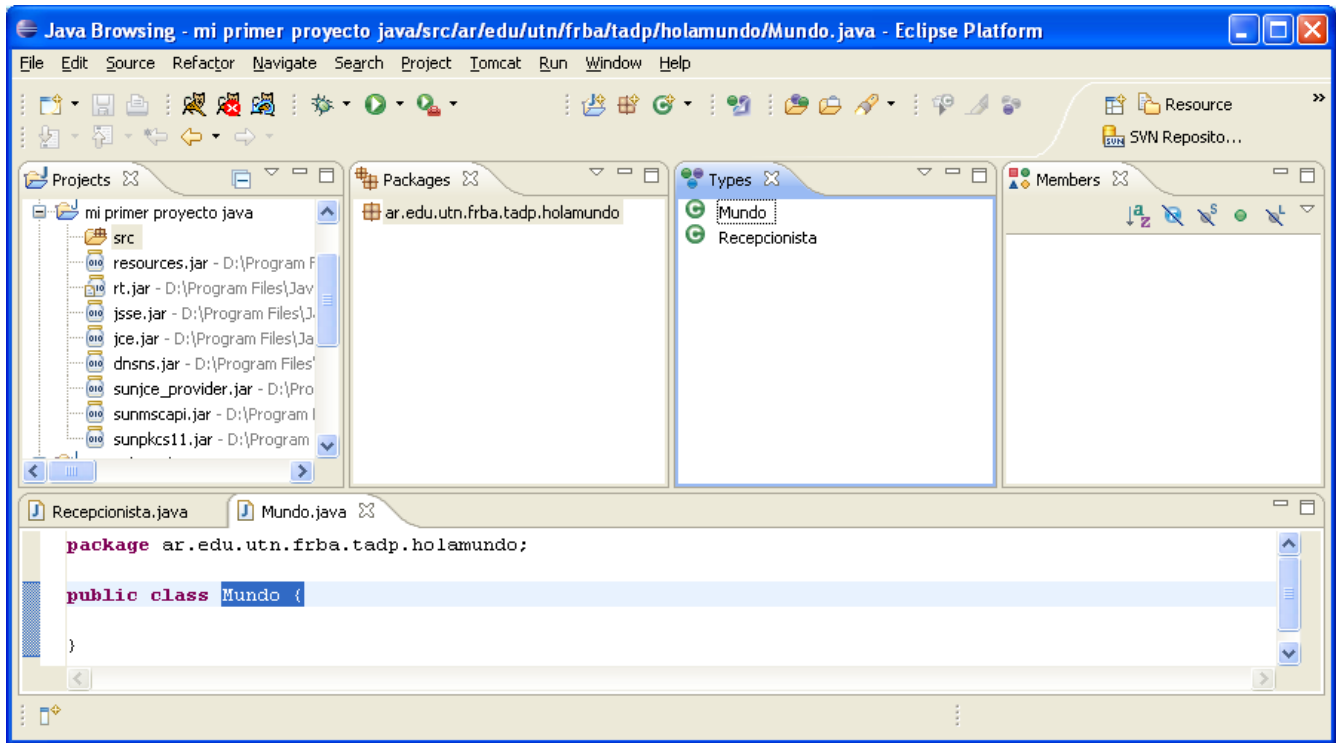 Java Browsing - mi primer proyecto java/src/ar/edu/utn/frba/tadp/holamundo/Mundo.java - Eclipse Platform
File Edit Source Refactor Navigate Search Project Tomcat Run Window Help
Resource
SVN Reposito...
Projects
mi primer proyecto java
src
resources.jar - D:\Program F
rt.jar - D:\Program Files\Jav
jsse.jar - D:\Program Files\J
jce.jar - D:\Program Files\Ja
dnsns.jar - D:\Program Files
sunjce_provider.jar - D:\Pro
sunmscapi.jar - D:\Program
sunpkcs11.jar - D:\Program
Packages
ar.edu.utn.frba.tadp.holamundo
Types
Mundo
Recepcionista
Members
Recepcionista.java Mundo.java
package ar.edu.utn.frba.tadp.holamundo;
public class Mundo {
}